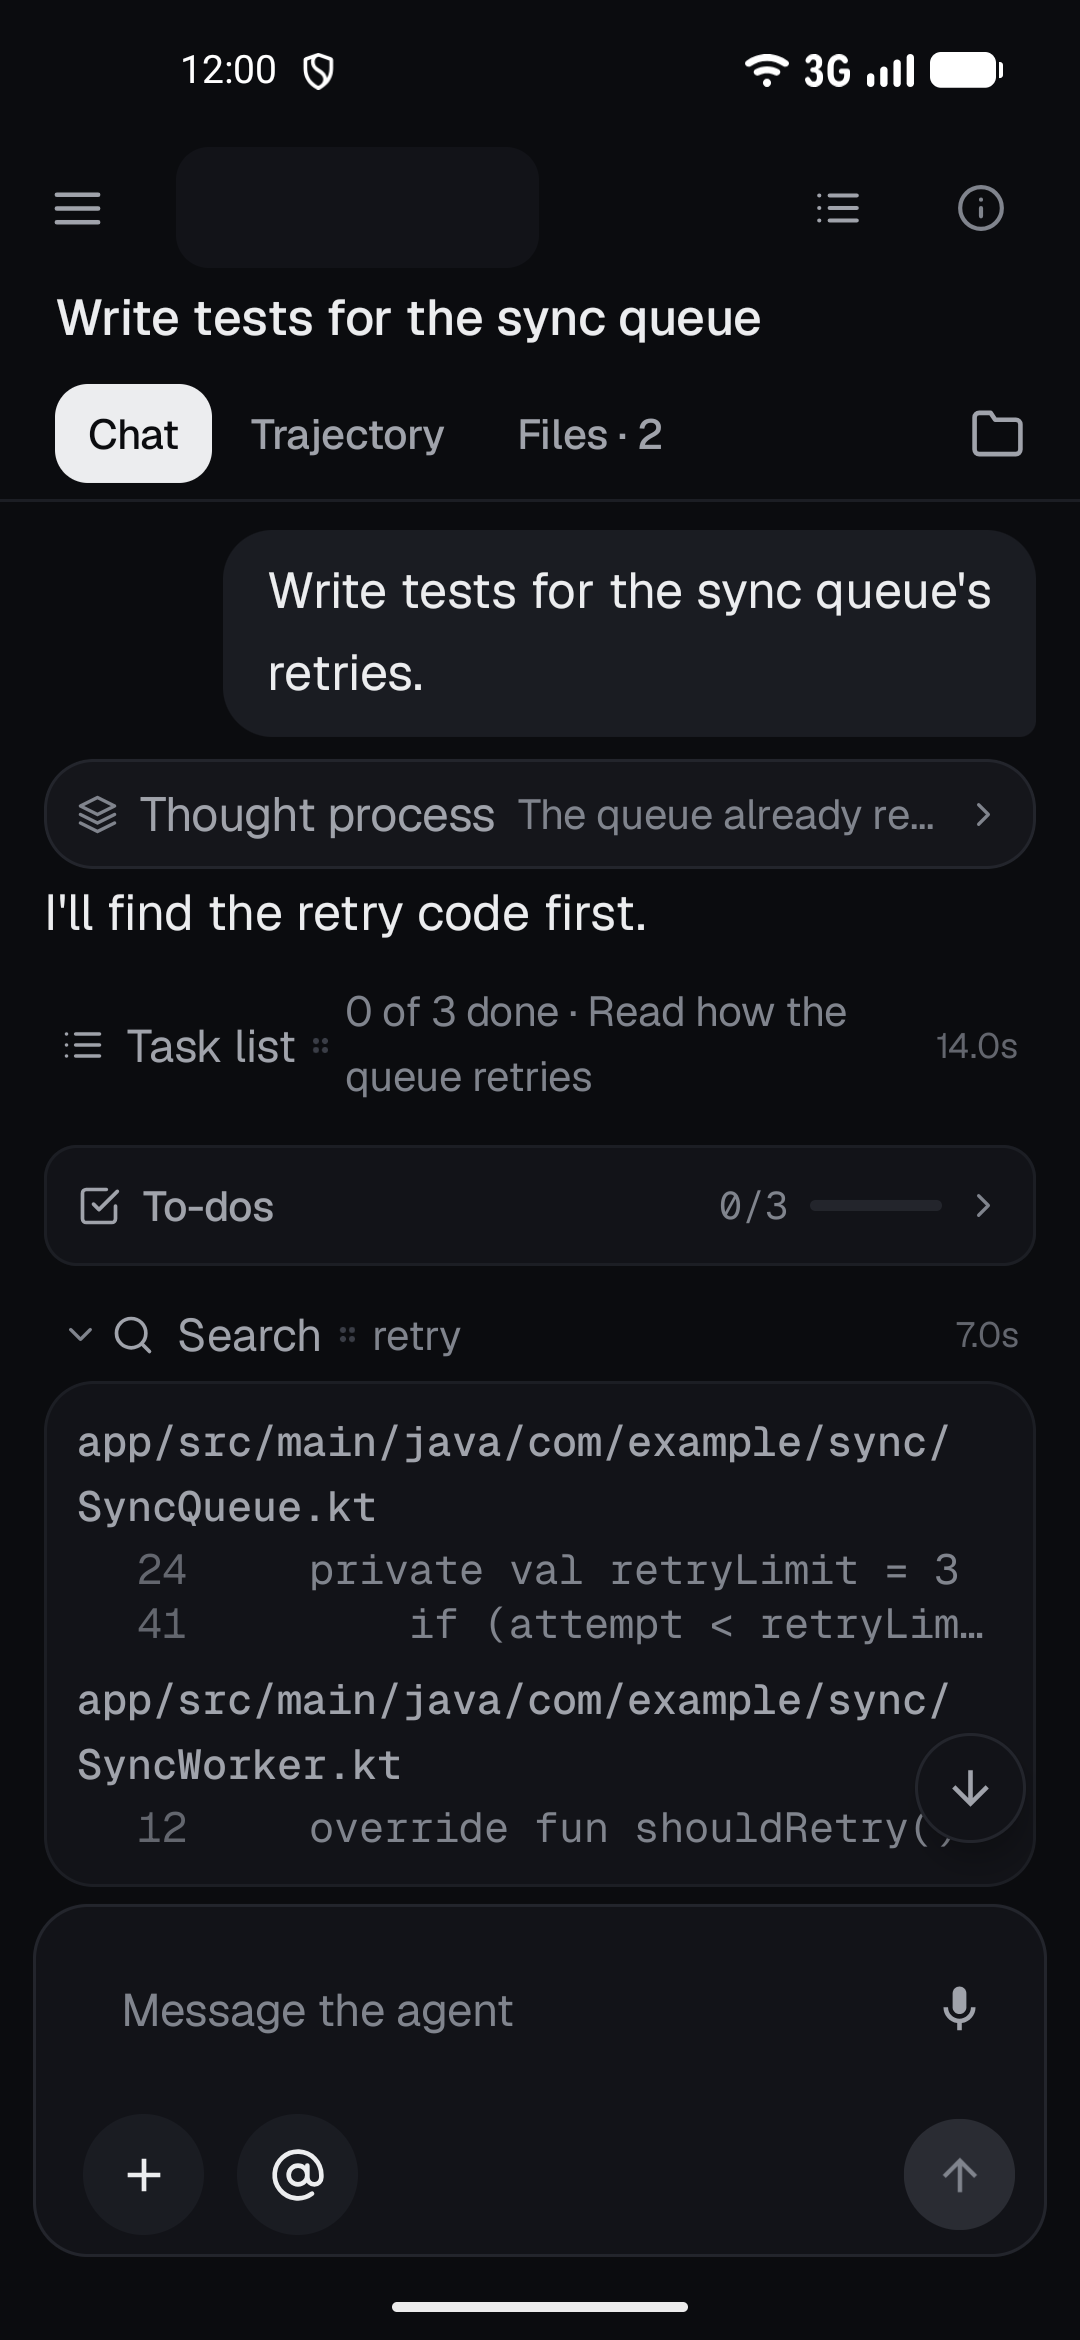 12:00
3G
Write tests for the sync queue
Chat
Trajectory
Files · 2
Write tests for the sync queue's
retries.
Thought process The queue already re…
I'll find the retry code first.
Task list
0 of 3 done · Read how the
queue retries
14.0s
To-dos
0/3
Search
retry
7.0s
app/src/main/java/com/example/sync/
SyncQueue.kt
24 private val retryLimit = 3
41 if (attempt < retryLim…
app/src/main/java/com/example/sync/
SyncWorker.kt
12 override fun shouldRetry()
Message the agent